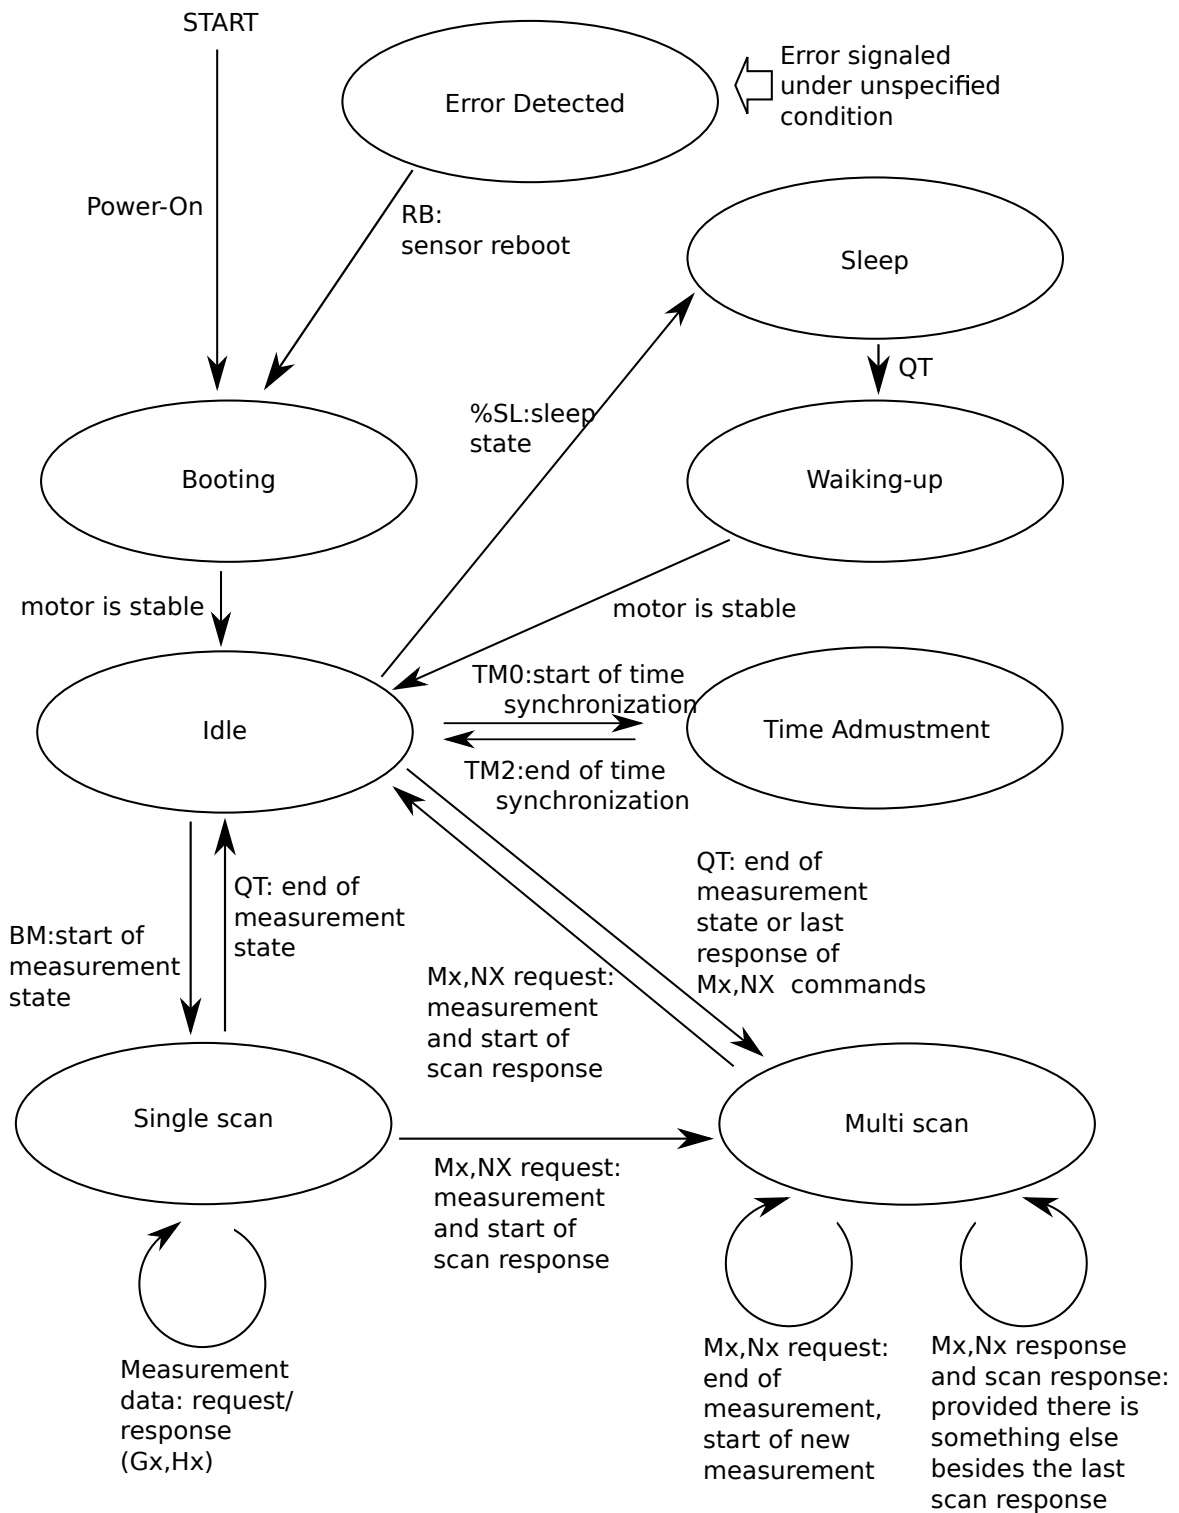 START
Error signaled
under unspecified
condition
Error Detected
Power-On
RB:
sensor reboot
Sleep
QT
%SL:sleep
state
Booting
Waiking-up
motor is stable
motor is stable
TM0:start of time
synchronization
Idle
Time Admustment
TM2:end of time
synchronization
QT: end of
measurement
state or last
response of
Mx,NX  commands
QT: end of
measurement
state
BM:start of
measurement
state
Mx,NX request:
measurement
and start of
scan response
Single scan
Multi scan
Mx,NX request:
measurement
and start of
scan response
Measurement
data: request/
response
(Gx,Hx)
Mx,Nx request:
end of
measurement,
start of new
measurement
Mx,Nx response
and scan response:
provided there is
something else
besides the last
scan response